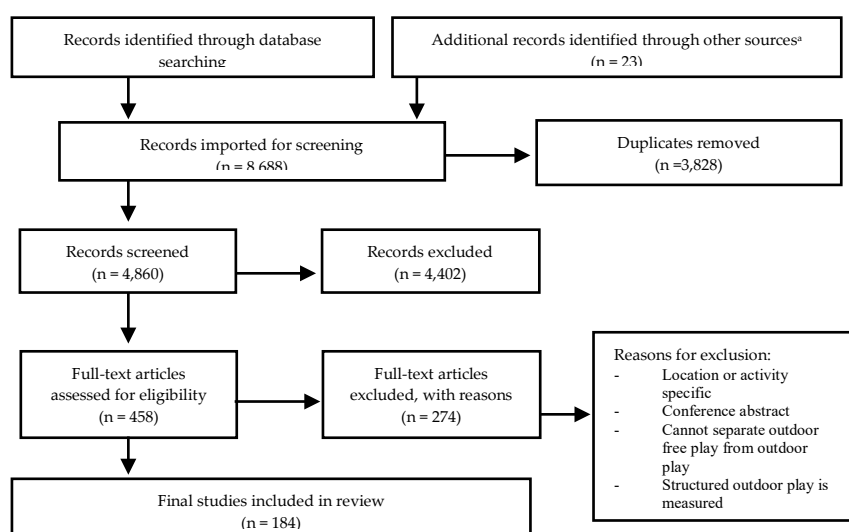 Records identified through database
searching
Additional records identified through other sourcesᵃ
(n = 23)
Records imported for screening
(n = 8,688)
Duplicates removed
(n =3,828)
Records screened
(n = 4,860)
Records excluded
(n = 4,402)
Full-text articles
assessed for eligibility
(n = 458)
Full-text articles
excluded, with reasons
(n = 274)
Reasons for exclusion:
- Location or activity
specific
- Conference abstract
- Cannot separate outdoor
free play from outdoor
play
- Structured outdoor play is
measured
Final studies included in review
(n = 184)